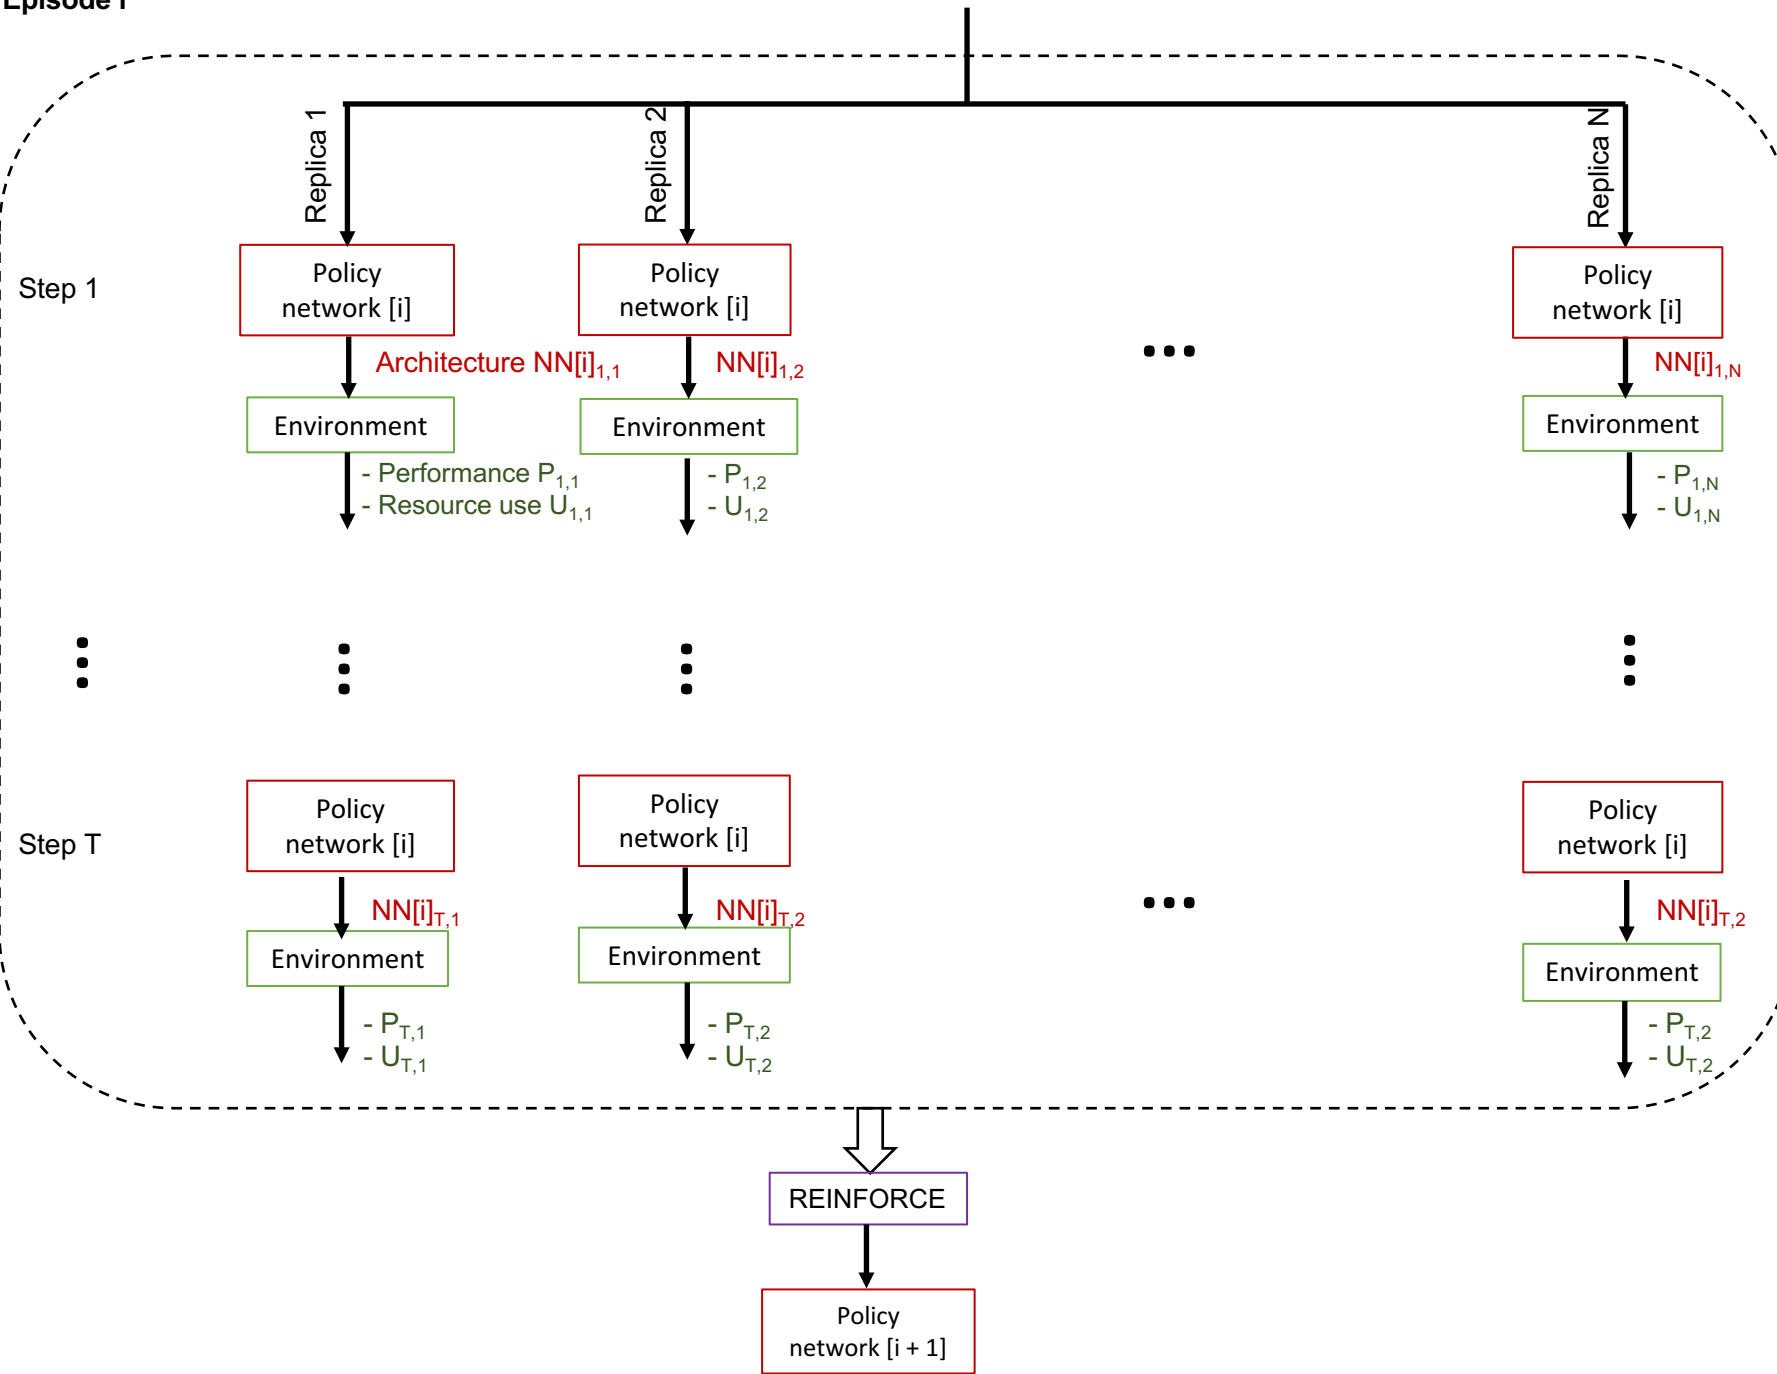 Episode i
Replica 1
Replica 2
Replica N
Step 1
Policy
network [i]
Policy
network [i]
Policy
network [i]
Architecture NN[i]1,1
NN[i]1,2
NN[i]1,N
Environment
Environment
Environment
- Performance P1,1
- Resource use U1,1
- P1,2
- U1,2
- P1,N
- U1,N
Step T
Policy
network [i]
Policy
network [i]
Policy
network [i]
NN[i]T,1
NN[i]T,2
NN[i]T,2
Environment
Environment
Environment
- PT,1
- UT,1
- PT,2
- UT,2
- PT,2
- UT,2
REINFORCE
Policy
network [i + 1]